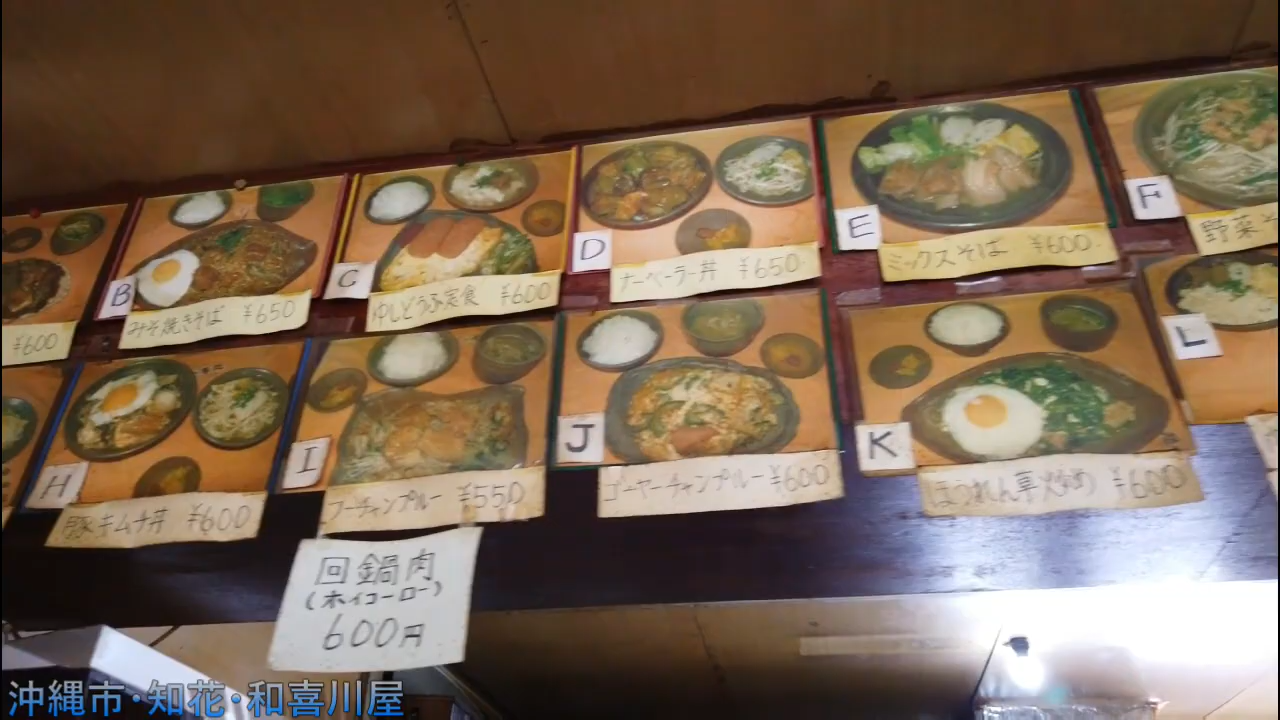 ¥600
B
みそ焼きそば ¥650
C
ゆしどうふ定食 ¥600
D
ナーベーラー丼 ¥650
E
ミックスそば ¥600
F
野菜そ
H
豚キムチ丼 ¥600
I
フーチャンプルー ¥550
J
ゴーヤーチャンプルー ¥600
K
ほうれん草炒め ¥600
L
回鍋肉
(ホイコーロー)
600円
沖縄市・知花・和喜川屋